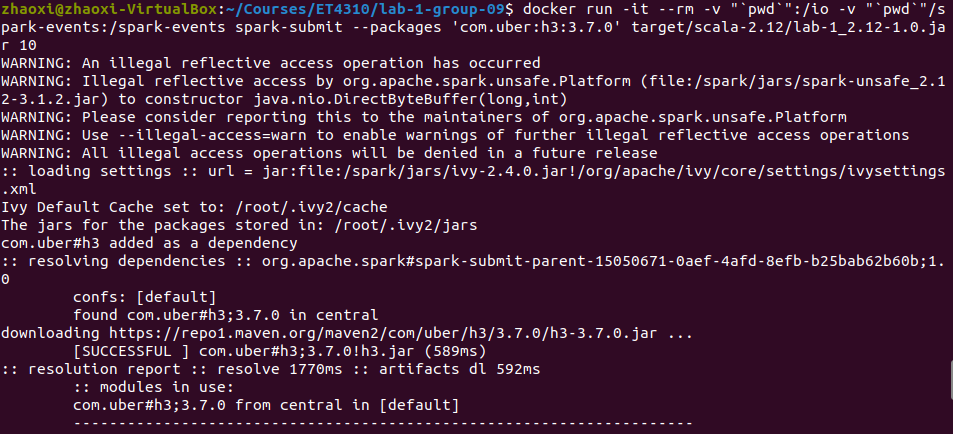 zhaoxi@zhaoxi-VirtualBox:~/Courses/ET4310/lab-1-group-09$ docker run -it --rm -v "`pwd`":/io -v "`pwd`"/s
park-events:/spark-events spark-submit --packages 'com.uber:h3:3.7.0' target/scala-2.12/lab-1_2.12-1.0.ja
r 10
WARNING: An illegal reflective access operation has occurred
WARNING: Illegal reflective access by org.apache.spark.unsafe.Platform (file:/spark/jars/spark-unsafe_2.1
2-3.1.2.jar) to constructor java.nio.DirectByteBuffer(long,int)
WARNING: Please consider reporting this to the maintainers of org.apache.spark.unsafe.Platform
WARNING: Use --illegal-access=warn to enable warnings of further illegal reflective access operations
WARNING: All illegal access operations will be denied in a future release
:: loading settings :: url = jar:file:/spark/jars/ivy-2.4.0.jar!/org/apache/ivy/core/settings/ivysettings
.xml
Ivy Default Cache set to: /root/.ivy2/cache
The jars for the packages stored in: /root/.ivy2/jars
com.uber#h3 added as a dependency
:: resolving dependencies :: org.apache.spark#spark-submit-parent-15050671-0aef-4afd-8efb-b25bab62b60b;1.
0
        confs: [default]
        found com.uber#h3;3.7.0 in central
downloading https://repo1.maven.org/maven2/com/uber/h3/3.7.0/h3-3.7.0.jar ...
        [SUCCESSFUL ] com.uber#h3;3.7.0!h3.jar (589ms)
:: resolution report :: resolve 1770ms :: artifacts dl 592ms
        :: modules in use:
        com.uber#h3;3.7.0 from central in [default]
        ---------------------------------------------------------------------